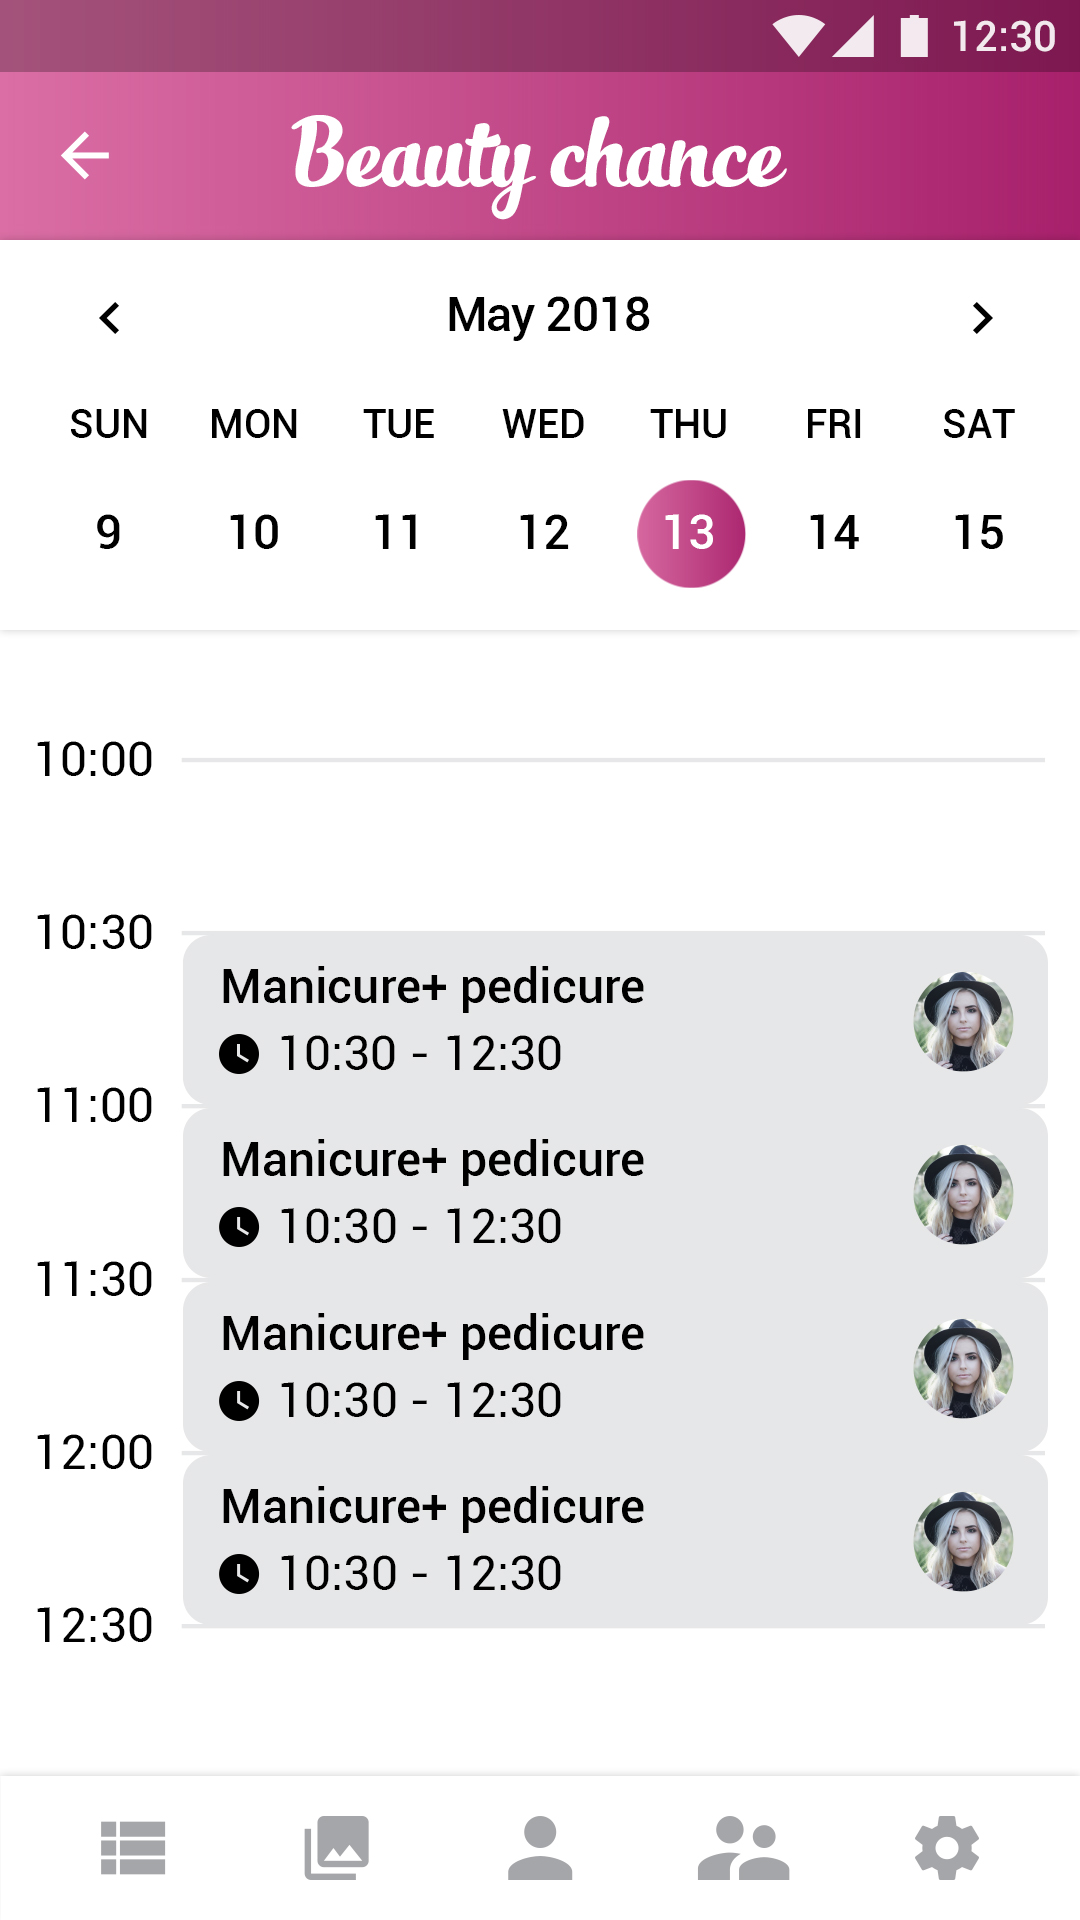 12:30
Beauty chance
May 2018
SUN MON TUE WED THU FRI SAT
9 10 11 12 13 14 15
10:00
10:30
Manicure+ pedicure
10:30 - 12:30
11:00
Manicure+ pedicure
10:30 - 12:30
11:30
Manicure+ pedicure
10:30 - 12:30
12:00
Manicure+ pedicure
10:30 - 12:30
12:30